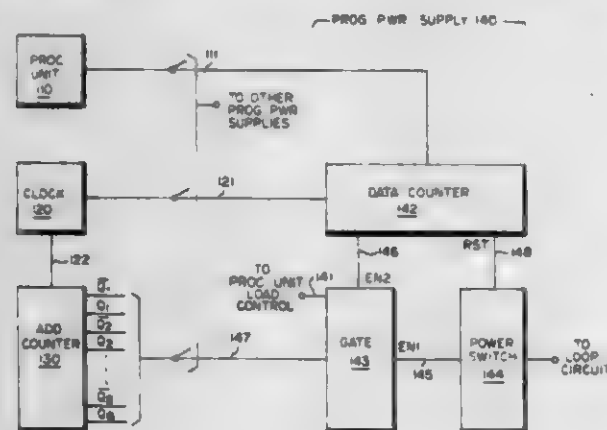 PROG PWR SUPPLY 140
PROC
UNIT
110
111
TO OTHER
PROG PWR
SUPPLIES
CLOCK
120
121
DATA COUNTER
142
122
146
RST
148
TO
PROC UNIT
LOAD
CONTROL
141
EN2
ADD
COUNTER
130
Q1
Q2
Q2
147
GATE
143
EN1
145
POWER
SWITCH
144
TO
LOOP
CIRCUIT